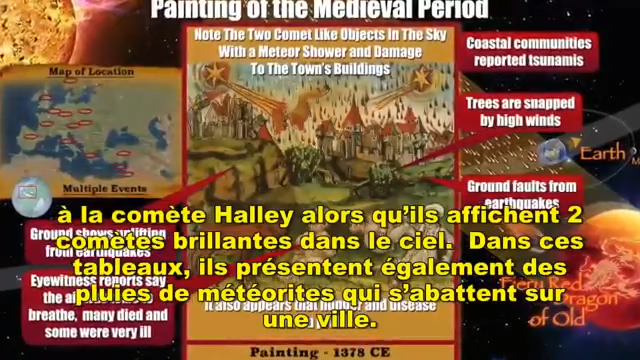 Painting of the Medieval Period
Note The Two Comet Like Objects In The Sky
With a Meteor Shower and Damage
To The Town's Buildings
Map of Location
Multiple Events
Coastal communities
reported tsunamis
Trees are snapped
by high winds
Earth
Ground faults from
earthquakes
Ground shows uplifting
from earthquakes
Eyewitness reports say
the
breathe, many died and
some were very ill
à la comète Halley alors qu'ils affichent 2
comètes brillantes dans le ciel. Dans ces
tableaux, ils présentent également des
pluies de météorites qui s'abattent sur
une ville.
Fiery Red
Dragon
of Old
It also appears that hunger and disease
Painting - 1378 CE